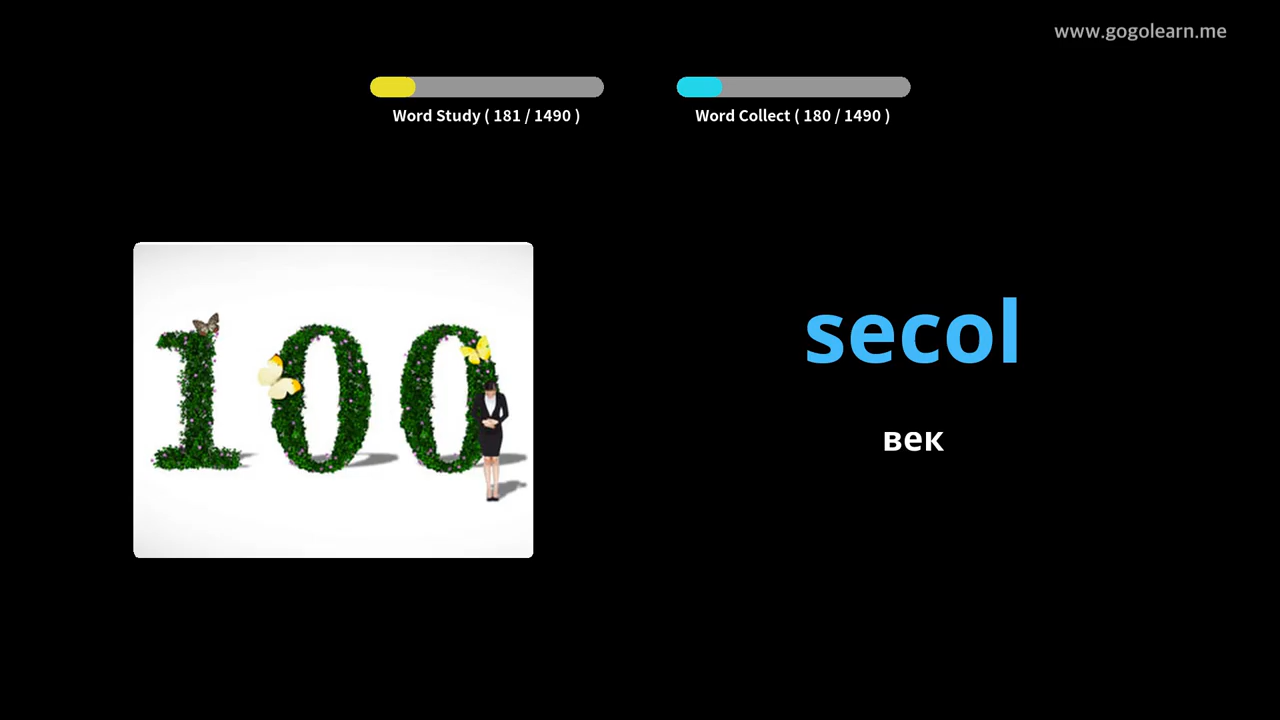 www.gogolearn.me
Word Study ( 181 / 1490 )
Word Collect ( 180 / 1490 )
100
secol
век